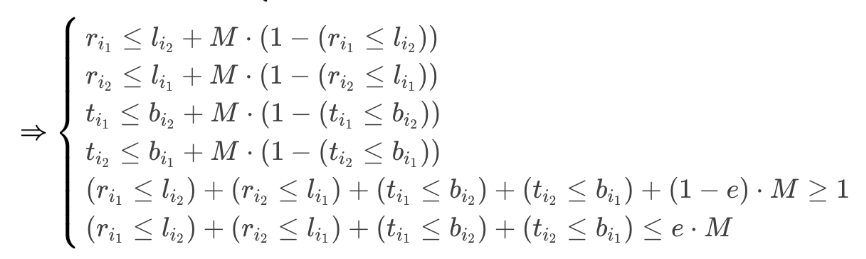 ⇒ { r_{i_1} ≤ l_{i_2} + M · (1 − (r_{i_1} ≤ l_{i_2}))
r_{i_2} ≤ l_{i_1} + M · (1 − (r_{i_2} ≤ l_{i_1}))
t_{i_1} ≤ b_{i_2} + M · (1 − (t_{i_1} ≤ b_{i_2}))
t_{i_2} ≤ b_{i_1} + M · (1 − (t_{i_2} ≤ b_{i_1}))
(r_{i_1} ≤ l_{i_2}) + (r_{i_2} ≤ l_{i_1}) + (t_{i_1} ≤ b_{i_2}) + (t_{i_2} ≤ b_{i_1}) + (1 − e) · M ≥ 1
(r_{i_1} ≤ l_{i_2}) + (r_{i_2} ≤ l_{i_1}) + (t_{i_1} ≤ b_{i_2}) + (t_{i_2} ≤ b_{i_1}) ≤ e · M